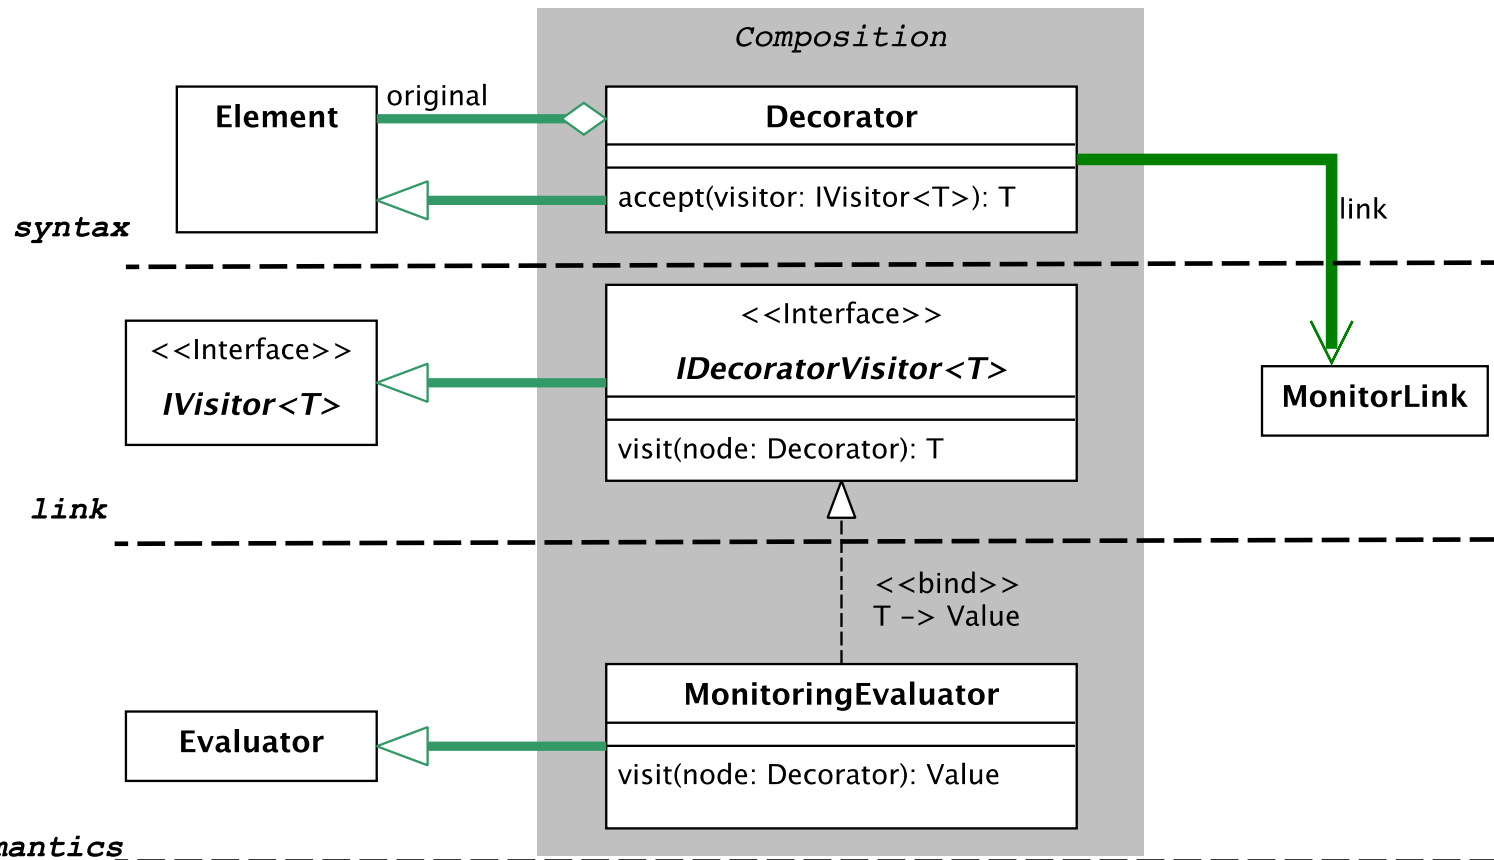 Composition
Element
original
Decorator
accept(visitor: IVisitor<T>): T
link
syntax
<<Interface>>
IVisitor<T>
<<Interface>>
IDecoratorVisitor<T>
visit(node: Decorator): T
MonitorLink
link
<<bind>>
T -> Value
Evaluator
MonitoringEvaluator
visit(node: Decorator): Value
mantics